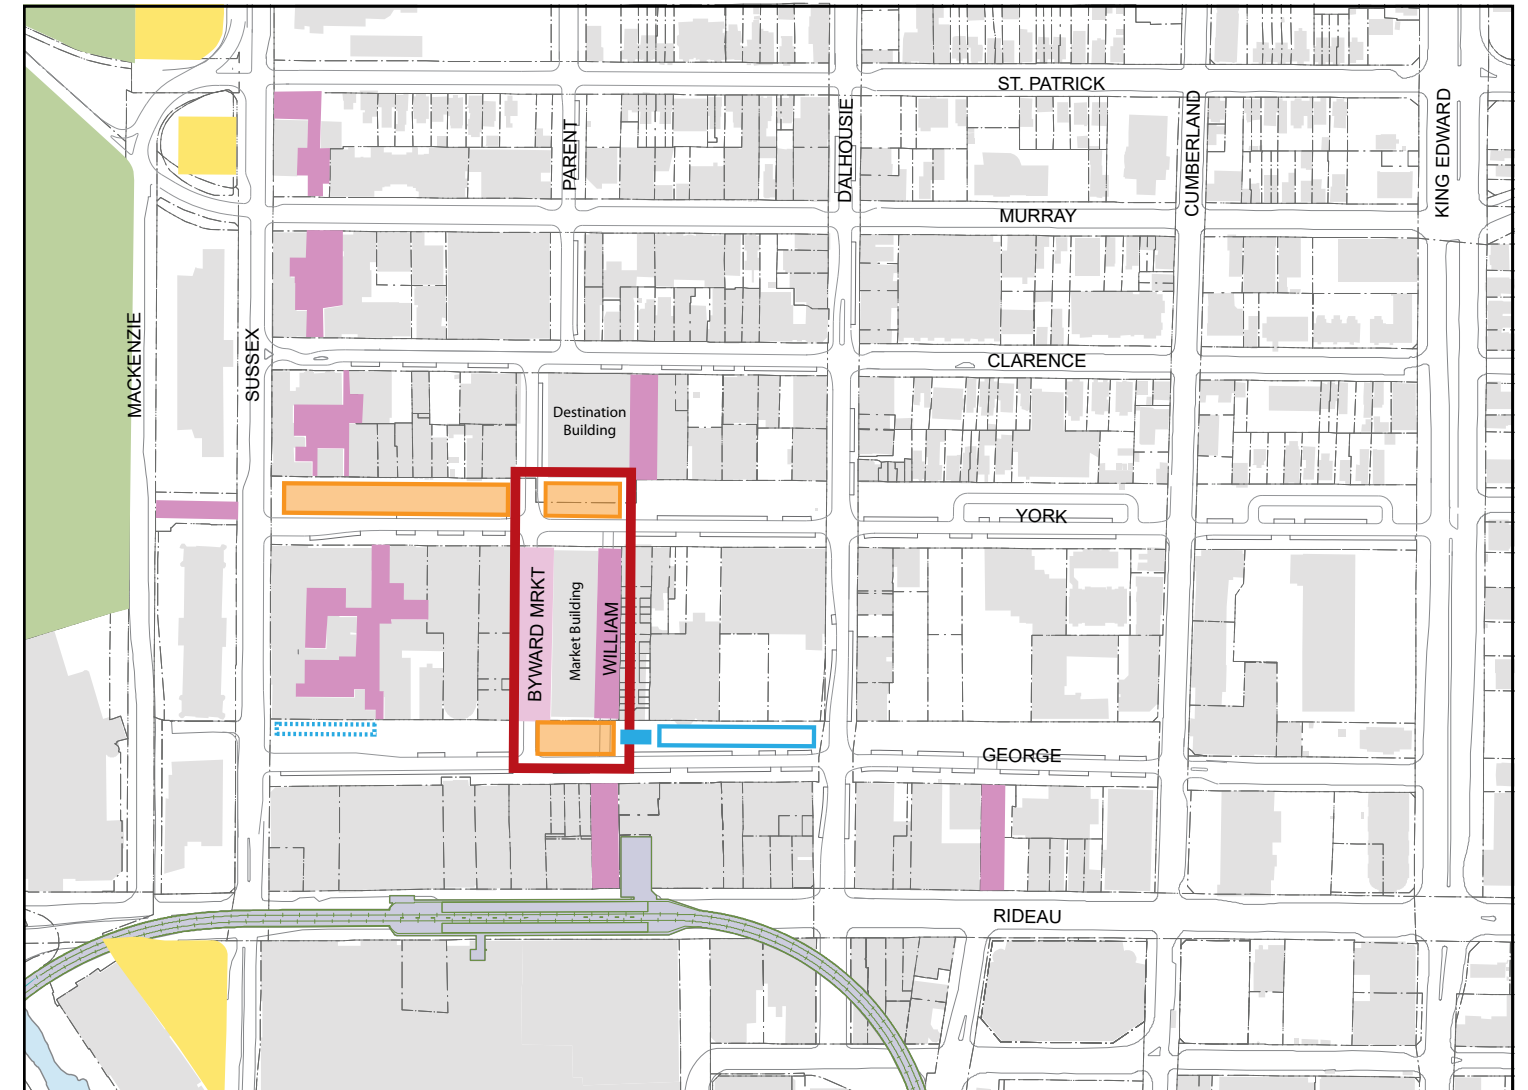 ST. PATRICK
PARENT
DALHOUSIE
CUMBERLAND
KING EDWARD
MURRAY
MACKENZIE
SUSSEX
CLARENCE
Destination
Building
YORK
BYWARD MRKT
Market Building
WILLIAM
GEORGE
RIDEAU